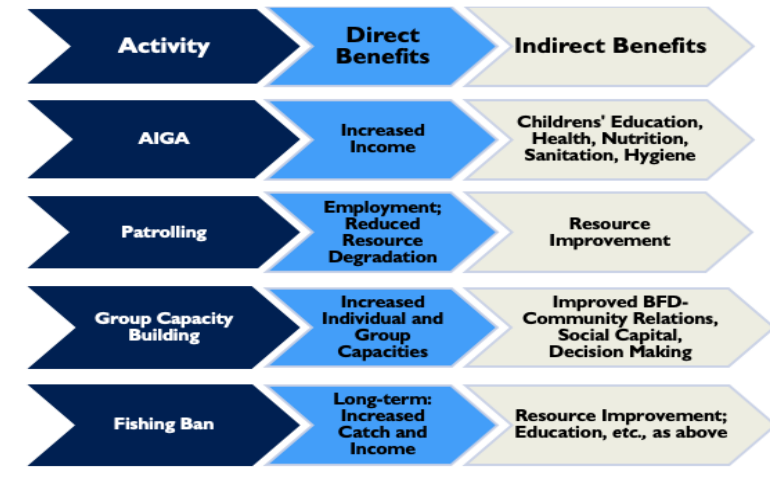 Activity
Direct
Benefits
Indirect Benefits
AIGA
Increased
Income
Childrens' Education,
Health, Nutrition,
Sanitation, Hygiene
Patrolling
Employment;
Reduced
Resource
Degradation
Resource
Improvement
Group Capacity
Building
Increased
Individual and
Group
Capacities
Improved BFD-
Community Relations,
Social Capital,
Decision Making
Fishing Ban
Long-term:
Increased
Catch and
Income
Resource Improvement;
Education, etc., as above